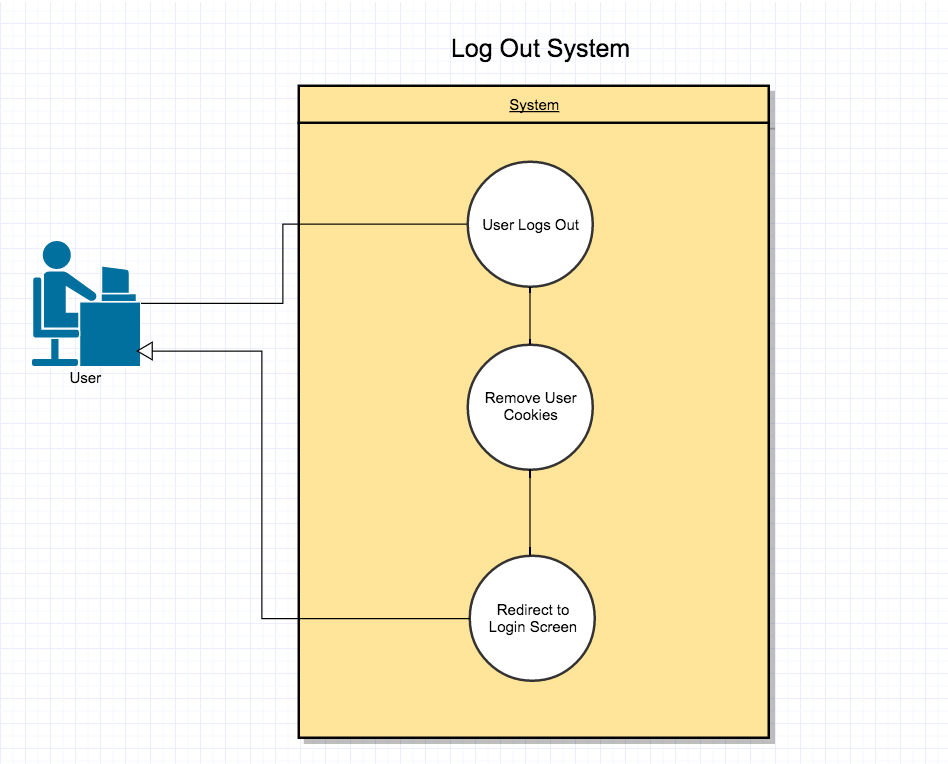 Log Out System
System
User Logs Out
User
Remove User
Cookies
Redirect to
Login Screen